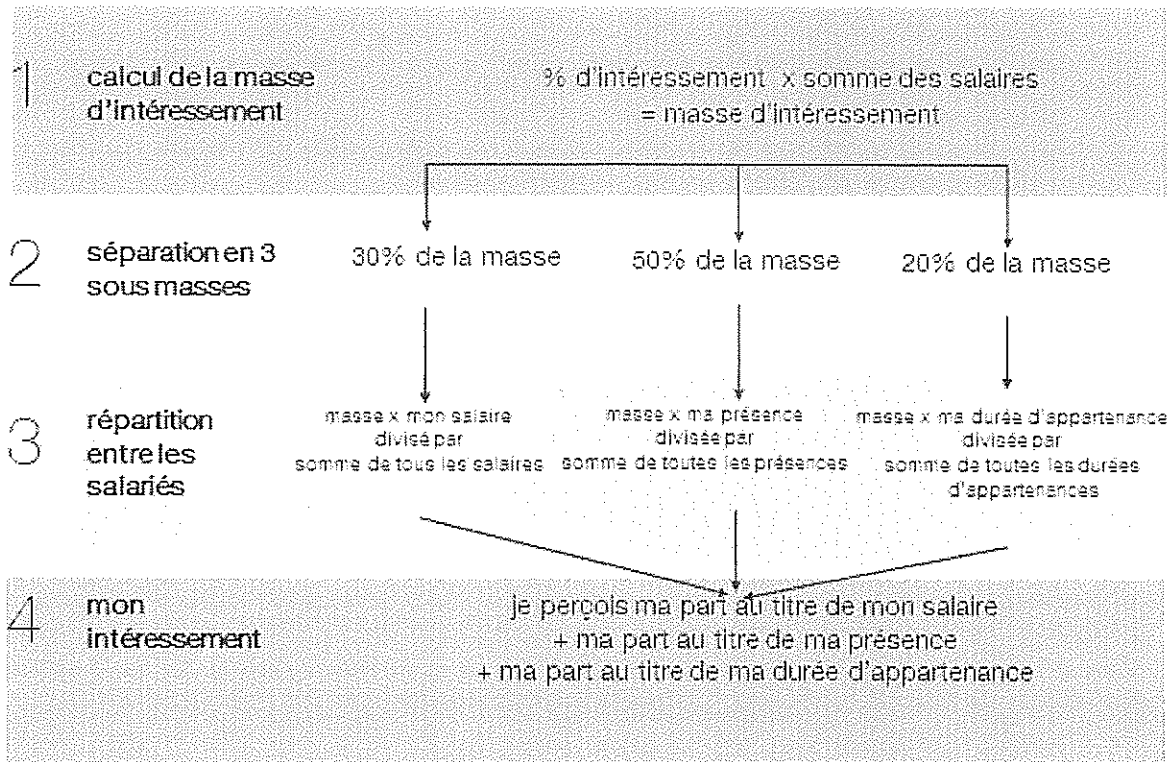 1
calcul de la masse
d'intéressement
% d'intéressement x somme des salaires
= masse d'intéressement
2
séparation en 3
sous masses
30% de la masse
50% de la masse
20% de la masse
3
répartition
entre les
salariés
masse x mon salaire
divisé par
somme de tous les salaires
masse x ma présence
divisée par
somme de toutes les présences
masse x ma durée d'appartenance
divisée par
somme de toutes les durées
d'appartenances
4
mon
intéressement
je perçois ma part au titre de mon salaire
+ ma part au titre de ma présence
+ ma part au titre de ma durée d'appartenance